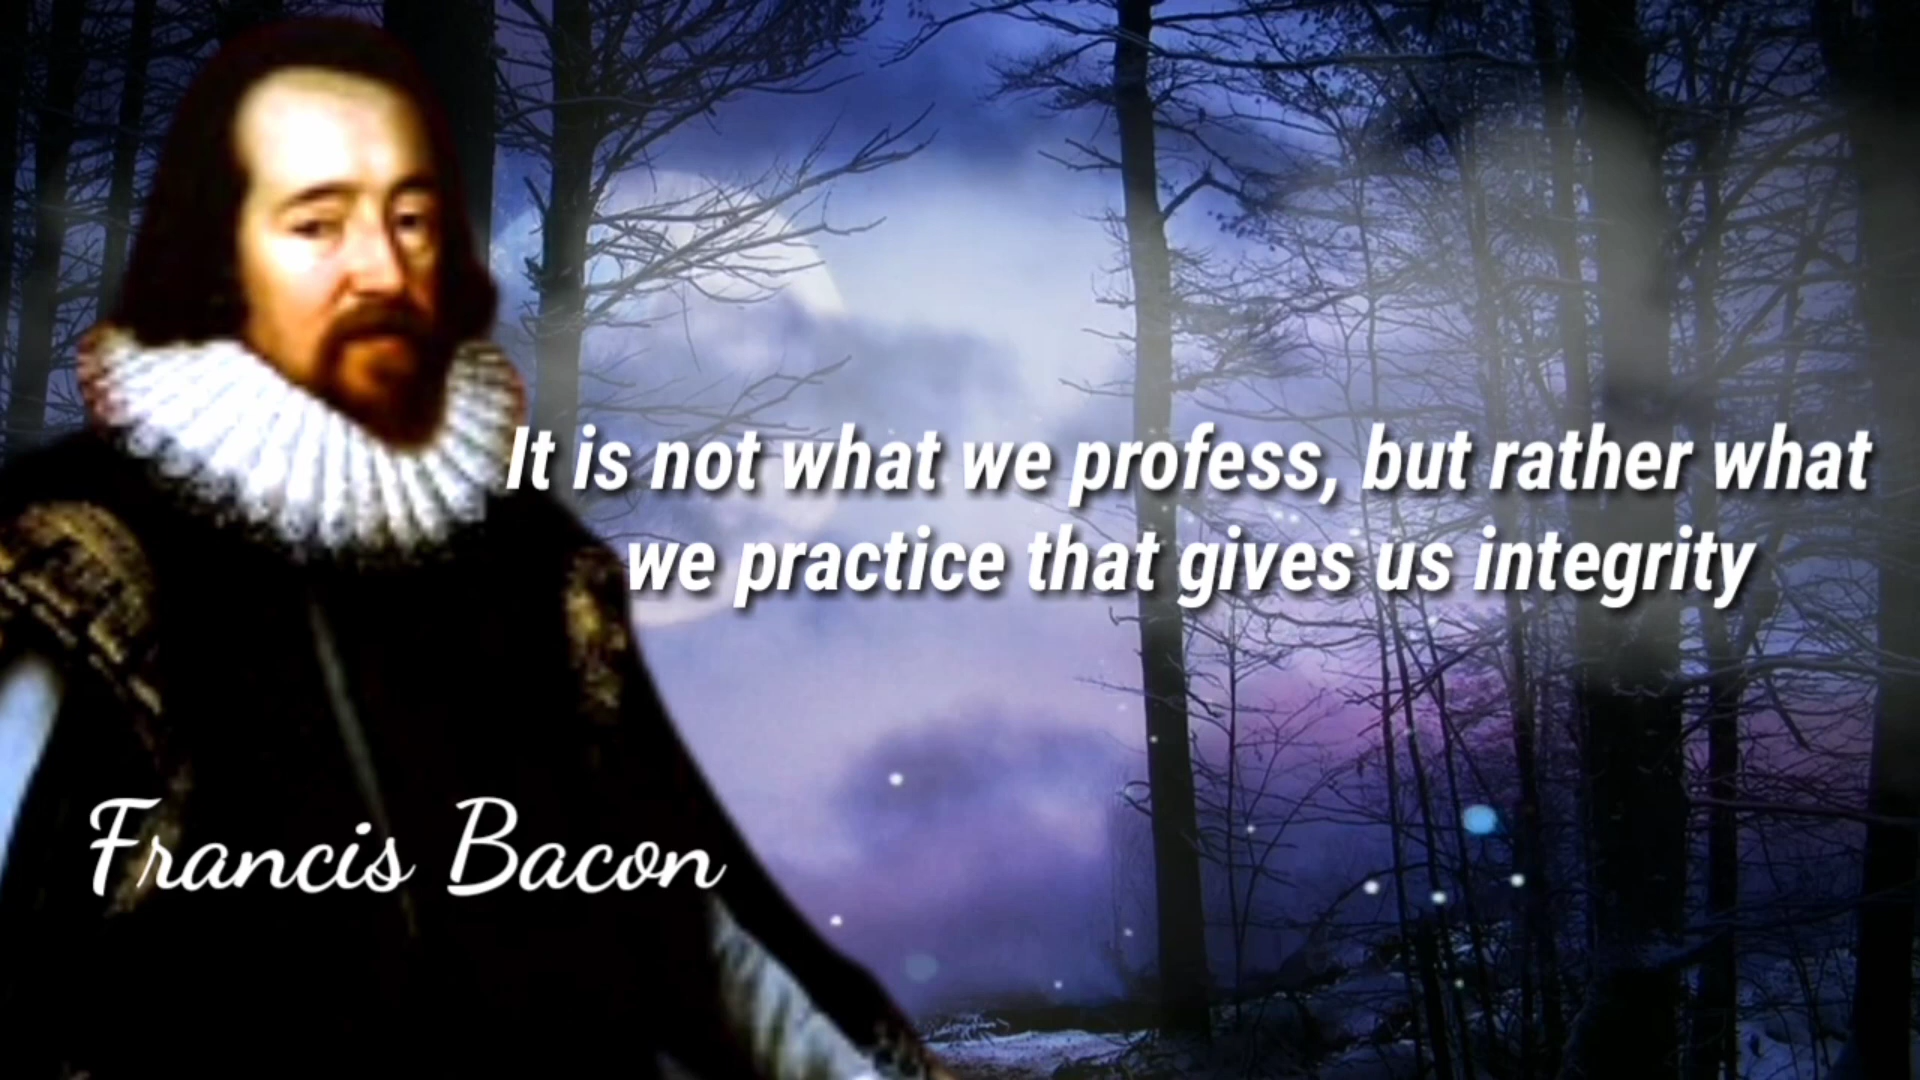 It is not what we profess, but rather what
we practice that gives us integrity
Francis Bacon